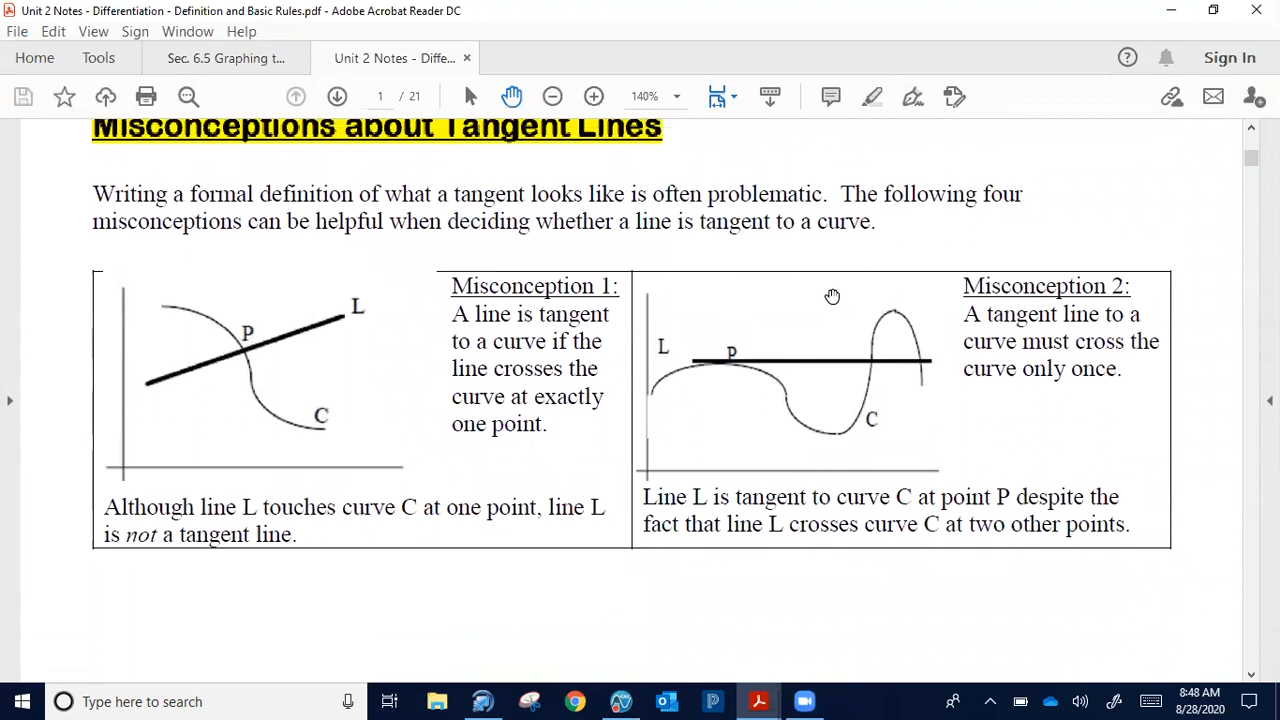 Unit 2 Notes - Differentiation - Definition and Basic Rules.pdf - Adobe Acrobat Reader DC
File Edit View Sign Window Help
Home Tools Sec. 6.5 Graphing t... Unit 2 Notes - Diffe... × Sign In
1 / 21 140%
Misconceptions about Tangent Lines
Writing a formal definition of what a tangent looks like is often problematic. The following four
misconceptions can be helpful when deciding whether a line is tangent to a curve.
L
P
C
Misconception 1:
A line is tangent
to a curve if the
line crosses the
curve at exactly
one point.
Although line L touches curve C at one point, line L
is not a tangent line.
L
P
C
Misconception 2:
A tangent line to a
curve must cross the
curve only once.
Line L is tangent to curve C at point P despite the
fact that line L crosses curve C at two other points.
Type here to search
8:48 AM
8/28/2020